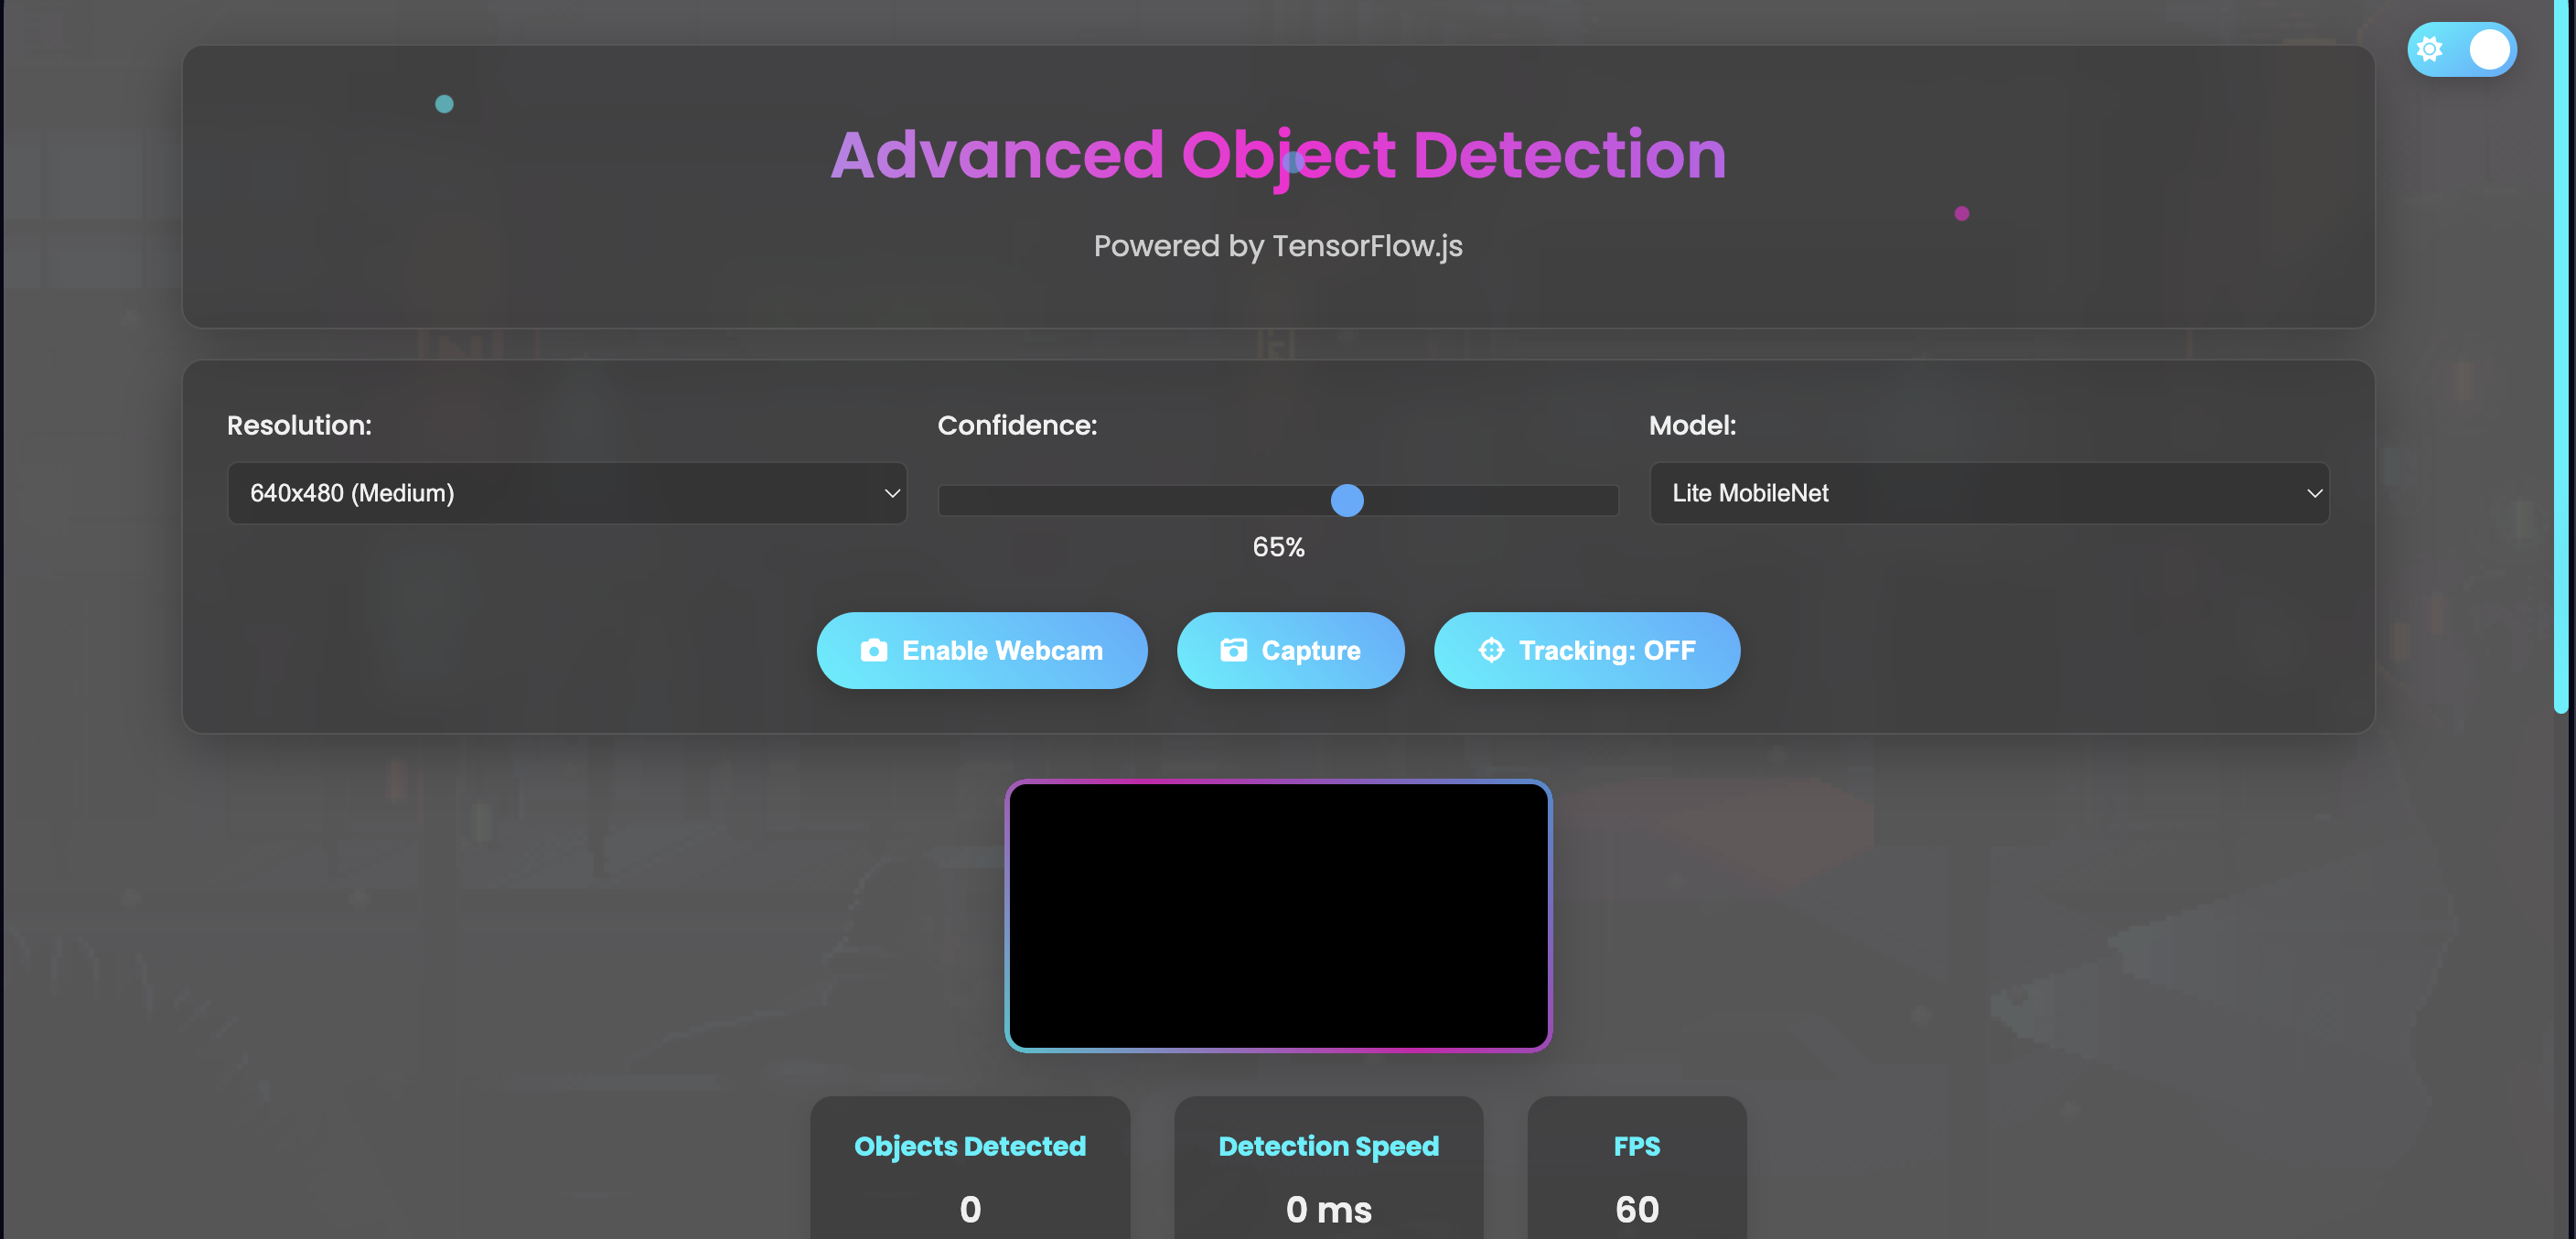 Advanced Object Detection
Powered by TensorFlow.js
Resolution:
640x480 (Medium)
Confidence:
65%
Model:
Lite MobileNet
Enable Webcam
Capture
Tracking: OFF
Objects Detected
0
Detection Speed
0 ms
FPS
60